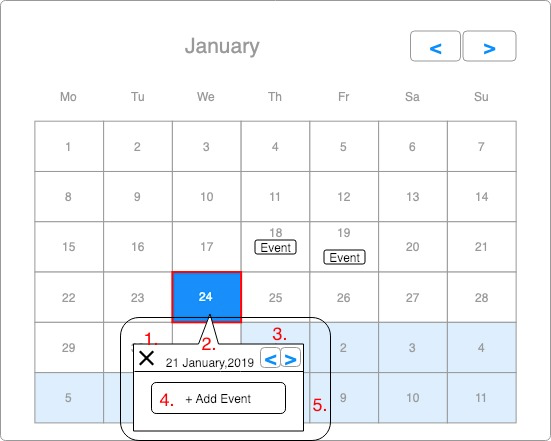 January < >
Mo Tu We Th Fr Sa Su
1 2 3 4 5 6 7
8 9 10 11 12 13 14
15 16 17 18 19 20 21
Event Event
22 23 24 25 26 27 28
29 1. 2. 3. 2 3 4
21 January,2019 < >
5 4. + Add Event 5. 9 10 11